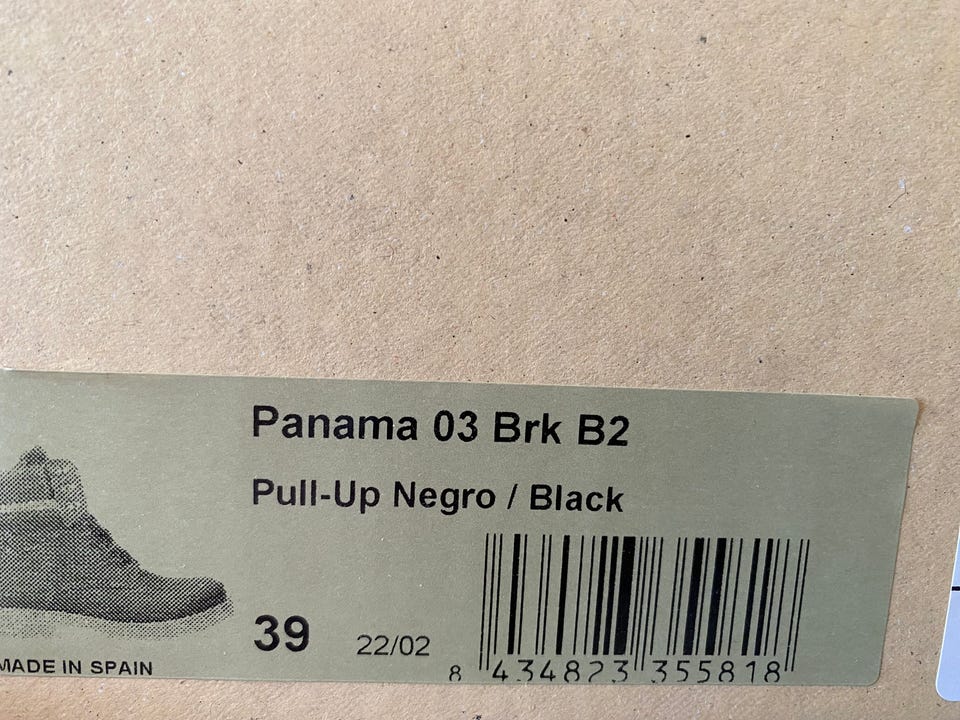 Panama 03 Brk B2
Pull-Up Negro / Black
39
22/02
MADE IN SPAIN
8 434823 355818